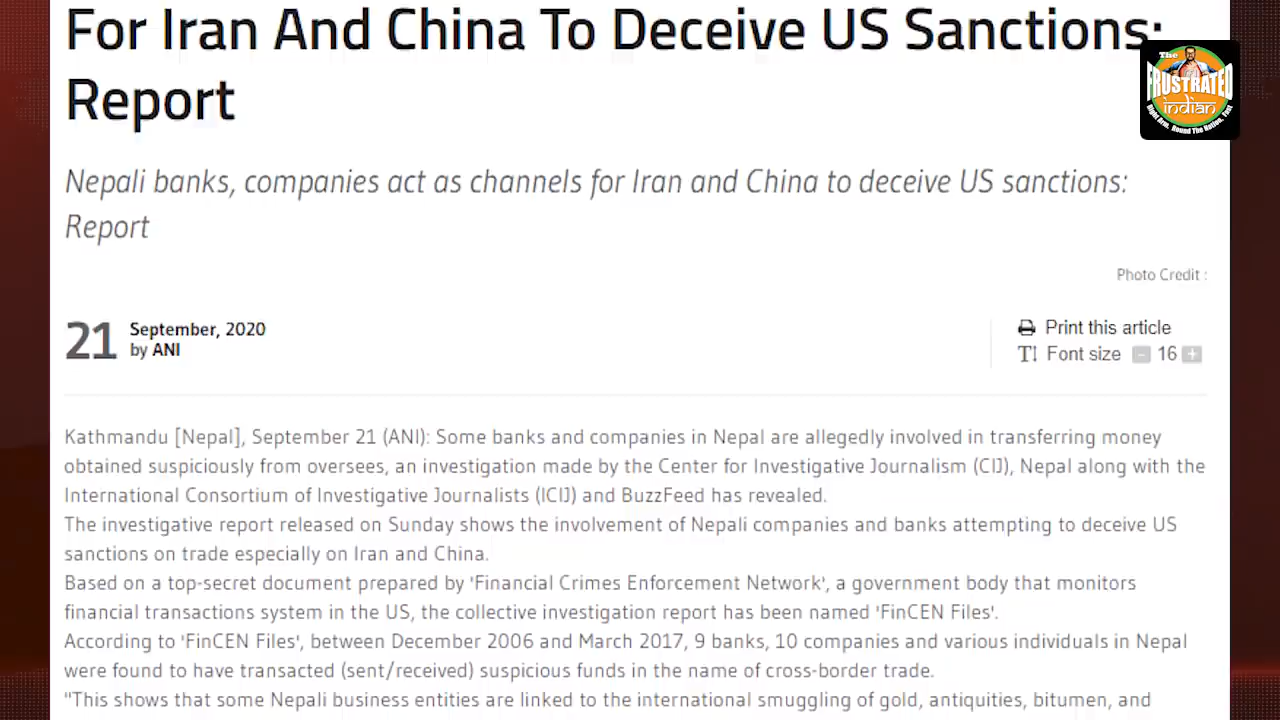 For Iran And China To Deceive US Sanctions:
Report
The
FRUSTRATED
indian
Right Arm, Round The Nation, Fast
Nepali banks, companies act as channels for Iran and China to deceive US sanctions:
Report
Photo Credit :
21
September, 2020
by ANI
Print this article
T! Font size - 16 +
Kathmandu [Nepal], September 21 (ANI): Some banks and companies in Nepal are allegedly involved in transferring money
obtained suspiciously from oversees, an investigation made by the Center for Investigative Journalism (CIJ), Nepal along with the
International Consortium of Investigative Journalists (ICIJ) and BuzzFeed has revealed.
The investigative report released on Sunday shows the involvement of Nepali companies and banks attempting to deceive US
sanctions on trade especially on Iran and China.
Based on a top-secret document prepared by 'Financial Crimes Enforcement Network', a government body that monitors
financial transactions system in the US, the collective investigation report has been named 'FinCEN Files'.
According to 'FinCEN Files', between December 2006 and March 2017, 9 banks, 10 companies and various individuals in Nepal
were found to have transacted (sent/received) suspicious funds in the name of cross-border trade.
"This shows that some Nepali business entities are linked to the international smuggling of gold, antiquities, bitumen, and